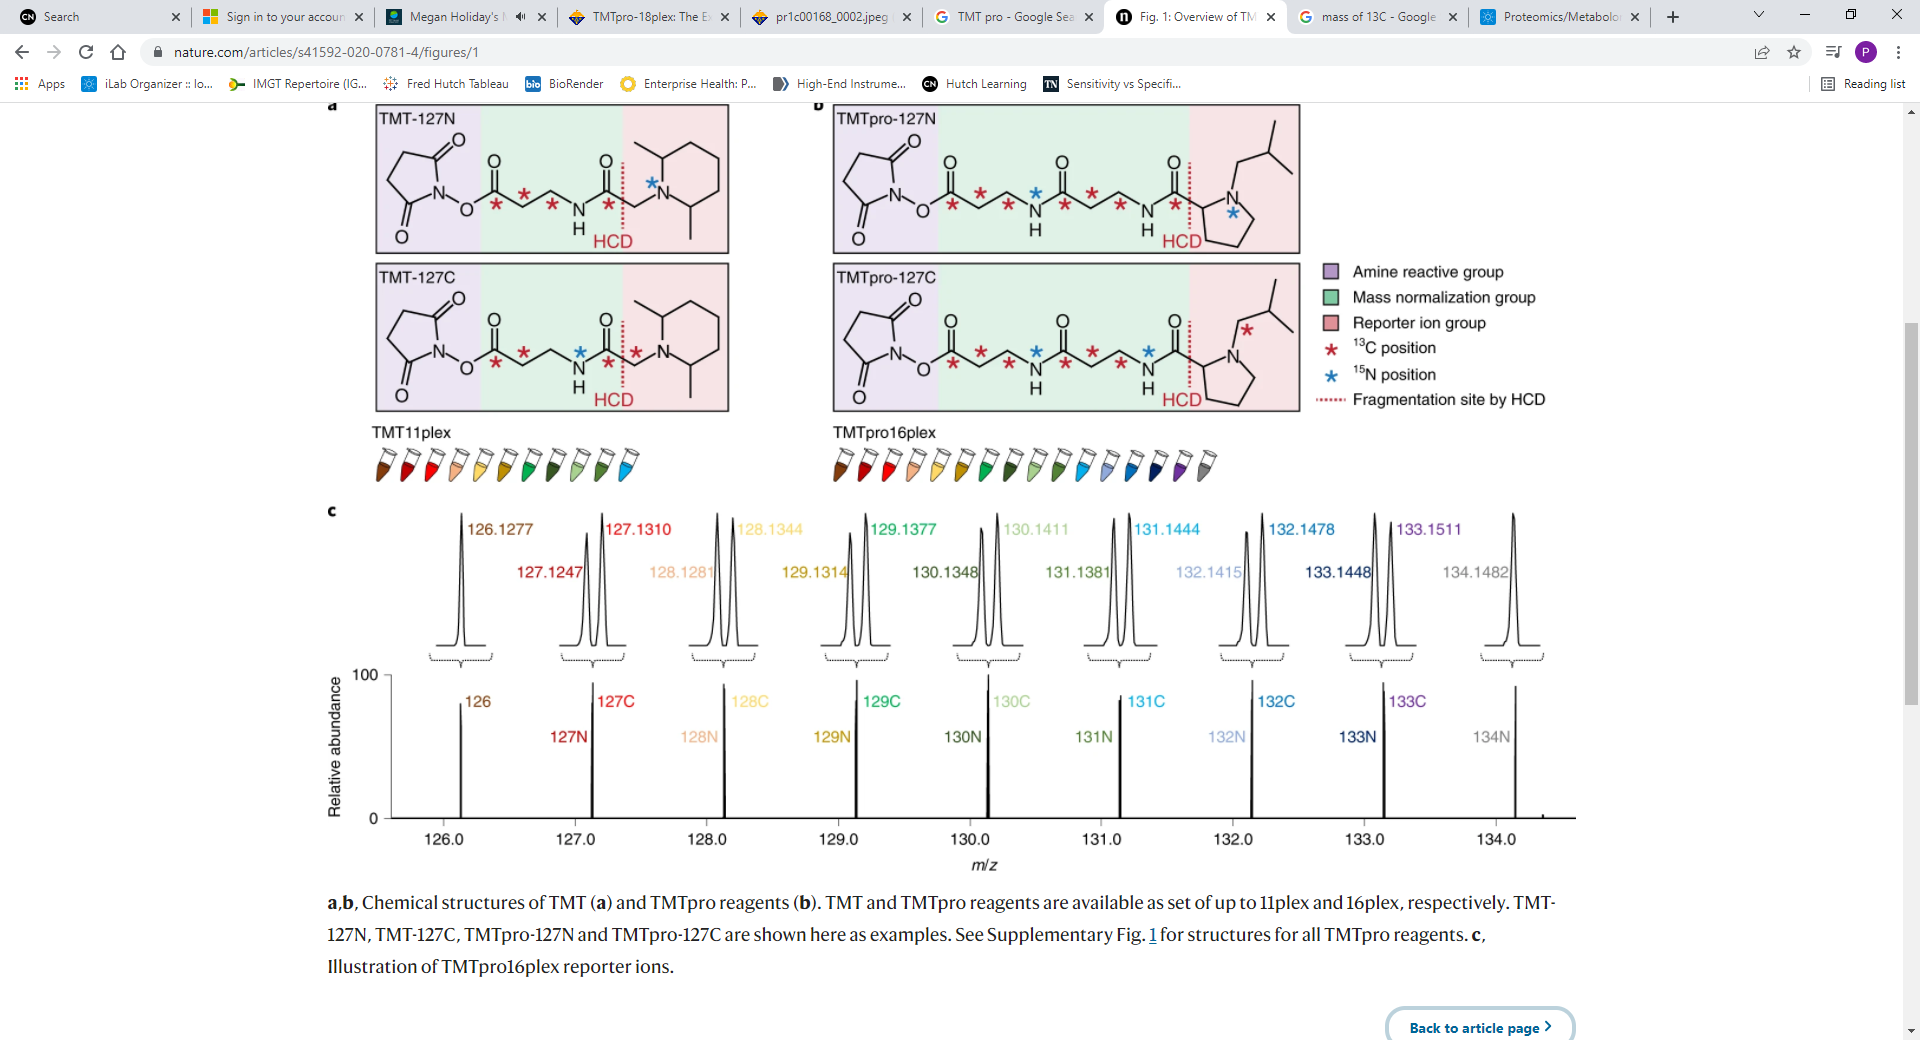 Search
Sign in to your accoun
Megan Holiday's
TMTpro-18plex: The E
pr1c00168_0002.jpeg
TMT pro - Google Sea
Fig. 1: Overview of TM
mass of 13C - Google
Proteomics/Metabolo
nature.com/articles/s41592-020-0781-4/figures/1
P
Apps
iLab Organizer :: lo...
IMGT Repertoire (IG...
Fred Hutch Tableau
bio BioRender
Enterprise Health: P...
High-End Instrume...
CN Hutch Learning
TN Sensitivity vs Specifi...
Reading list
a
b
TMT-127N
O
O
N
O
O
N
H
O
N
HCD
TMTpro-127N
O
O
N
O
O
N
H
O
N
H
O
N
HCD
TMT-127C
O
O
N
O
O
N
H
O
N
HCD
TMTpro-127C
O
O
N
O
O
N
H
O
N
H
O
N
HCD
Amine reactive group
Mass normalization group
Reporter ion group
* 13C position
* 15N position
Fragmentation site by HCD
TMT11plex
TMTpro16plex
c
126.1277
127.1310
128.1344
129.1377
130.1411
131.1444
132.1478
133.1511
127.1247
128.1281
129.1314
130.1348
131.1381
132.1415
133.1448
134.1482
Relative abundance
100
0
126
127C
128C
129C
130C
131C
132C
133C
127N
128N
129N
130N
131N
132N
133N
134N
126.0
127.0
128.0
129.0
130.0
131.0
132.0
133.0
134.0
m/z
a,b, Chemical structures of TMT (a) and TMTpro reagents (b). TMT and TMTpro reagents are available as set of up to 11plex and 16plex, respectively. TMT-
127N, TMT-127C, TMTpro-127N and TMTpro-127C are shown here as examples. See Supplementary Fig. 1 for structures for all TMTpro reagents. c,
Illustration of TMTpro16plex reporter ions.
Back to article page